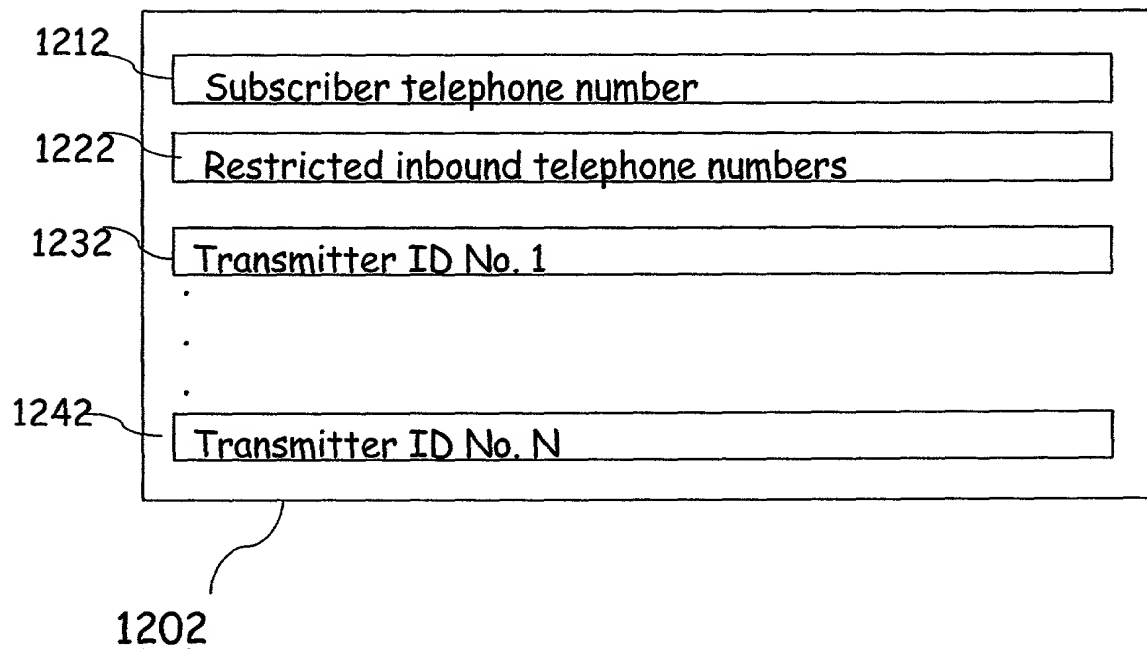 1212
Subscriber telephone number
1222
Restricted inbound telephone numbers
1232
Transmitter ID No. 1
.
.
.
1242
Transmitter ID No. N
1202